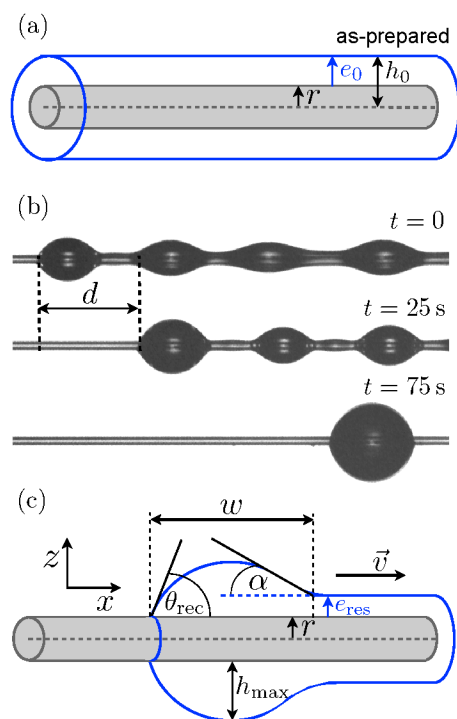 (a)
as-prepared
e₀
h₀
r
(b)
t = 0
d
t = 25 s
t = 75 s
(c)
w
z
x
θrec
α
v⃗
eres
r
hmax